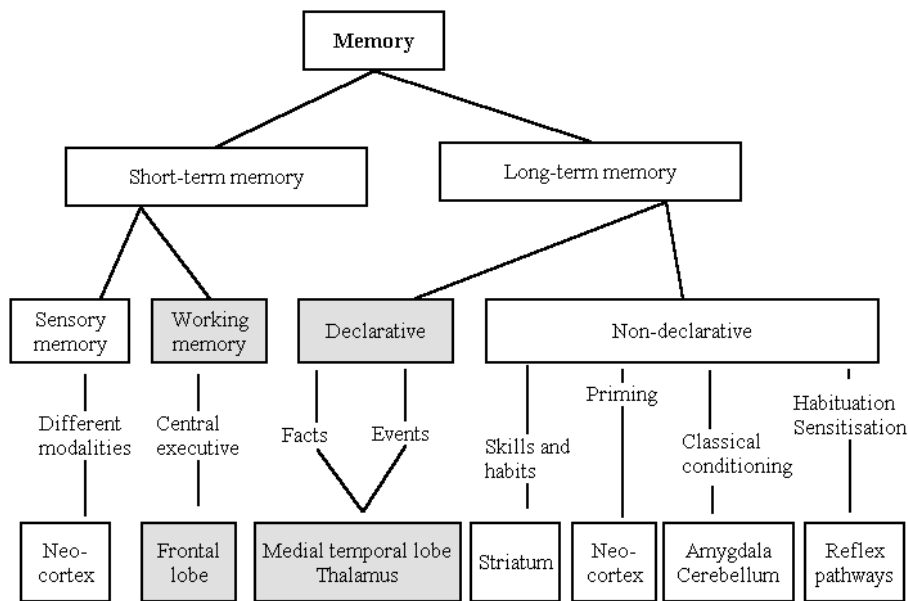 Memory
Short-term memory
Long-term memory
Sensory
memory
Working
memory
Declarative
Non-declarative
Different
modalities
Central
executive
Facts
Events
Skills and
habits
Priming
Classical
conditioning
Habituation
Sensitisation
Neo-
cortex
Frontal
lobe
Medial temporal lobe
Thalamus
Striatum
Neo-
cortex
Amygdala
Cerebellum
Reflex
pathways